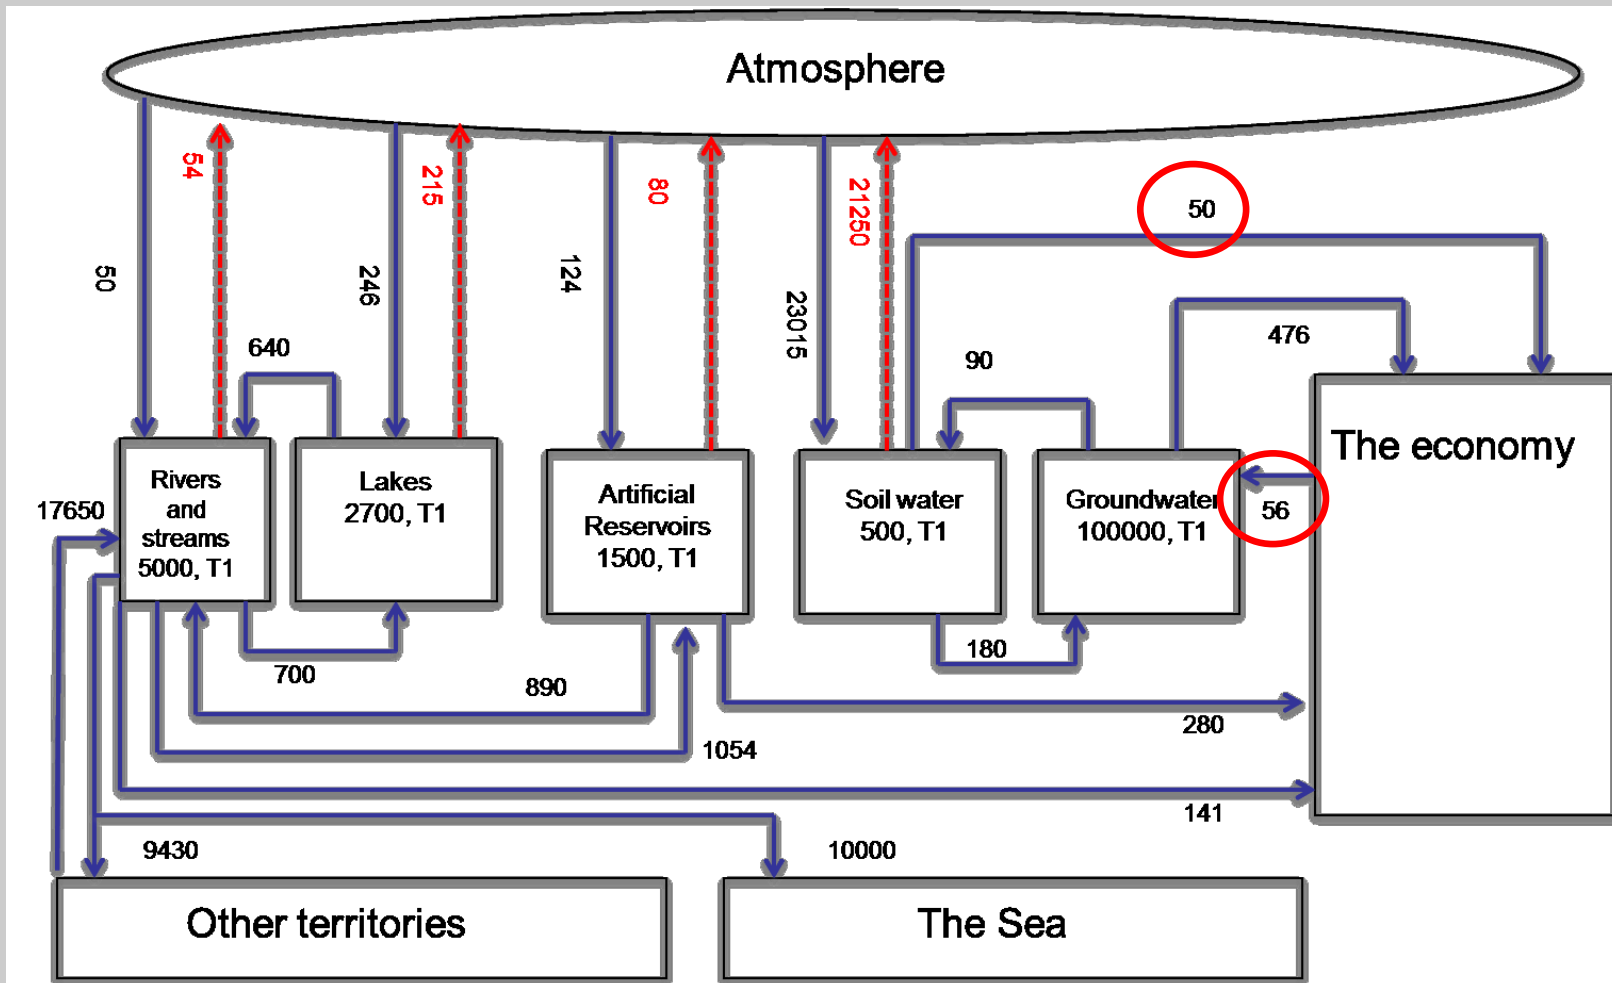 Atmosphere
54
215
80
21250
50
50
246
124
23015
640
90
476
The economy
Rivers
and
streams
5000, T1
Lakes
2700, T1
Artificial
Reservoirs
1500, T1
Soil water
500, T1
Groundwater
100000, T1
56
17650
700
890
180
1054
280
141
9430
10000
Other territories
The Sea